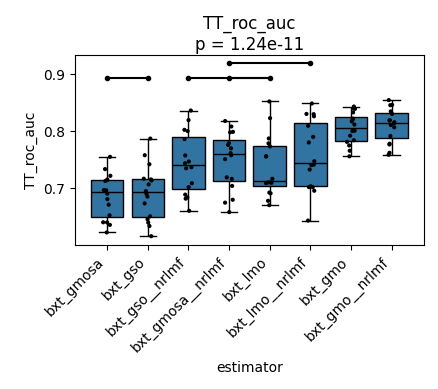 TT_roc_auc
p = 1.24e-11
TT_roc_auc
0.9
0.8
0.7
bxt_gmosa
bxt_gso
bxt_gso__nrlmf
bxt_gmosa__nrlmf
bxt_lmo
bxt_lmo__nrlmf
bxt_gmo
bxt_gmo__nrlmf
estimator